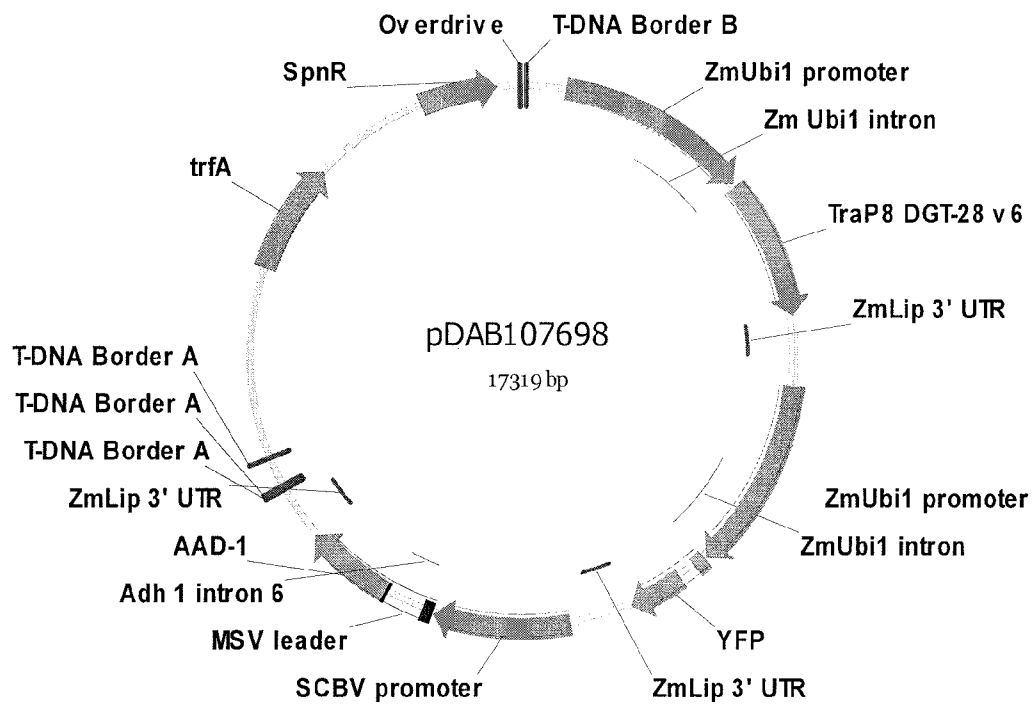 Overdrive
T-DNA Border B
SpnR
ZmUbi1 promoter
Zm Ubi1 intron
trfA
TraP8 DGT-28 v6
ZmLip 3' UTR
pDAB107698
17319 bp
T-DNA Border A
T-DNA Border A
T-DNA Border A
ZmLip 3' UTR
ZmUbi1 promoter
ZmUbi1 intron
AAD-1
Adh 1 intron 6
MSV leader
YFP
SCBV promoter
ZmLip 3' UTR